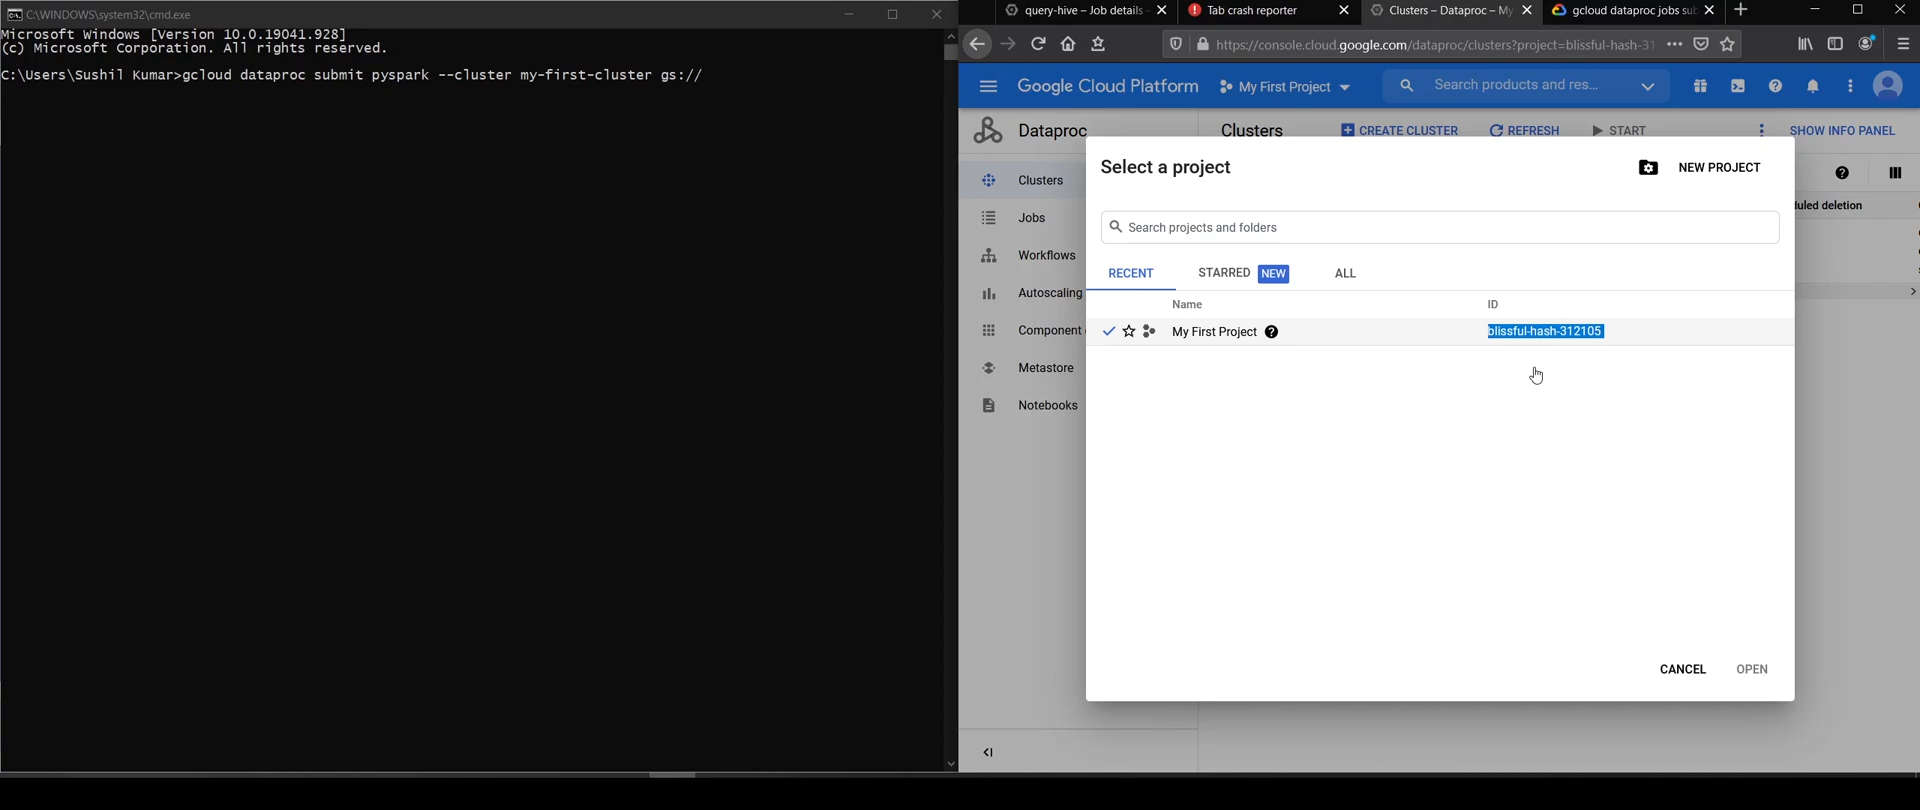 C:\WINDOWS\system32\cmd.exe
Microsoft Windows [Version 10.0.19041.928]
(c) Microsoft Corporation. All rights reserved.
C:\Users\Sushil Kumar>gcloud dataproc submit pyspark --cluster my-first-cluster gs://
query-hive – Job details
Tab crash reporter
Clusters – Dataproc – My
gcloud dataproc jobs sub
https://console.cloud.google.com/dataproc/clusters?project=blissful-hash-31
Google Cloud Platform
My First Project
Search products and res...
Dataproc
Clusters
CREATE CLUSTER
REFRESH
START
SHOW INFO PANEL
Clusters
Jobs
Workflows
Autoscaling
Component
Metastore
Notebooks
duled deletion
Select a project
NEW PROJECT
Search projects and folders
RECENT
STARRED NEW
ALL
Name ID
My First Project blissful-hash-312105
CANCEL OPEN